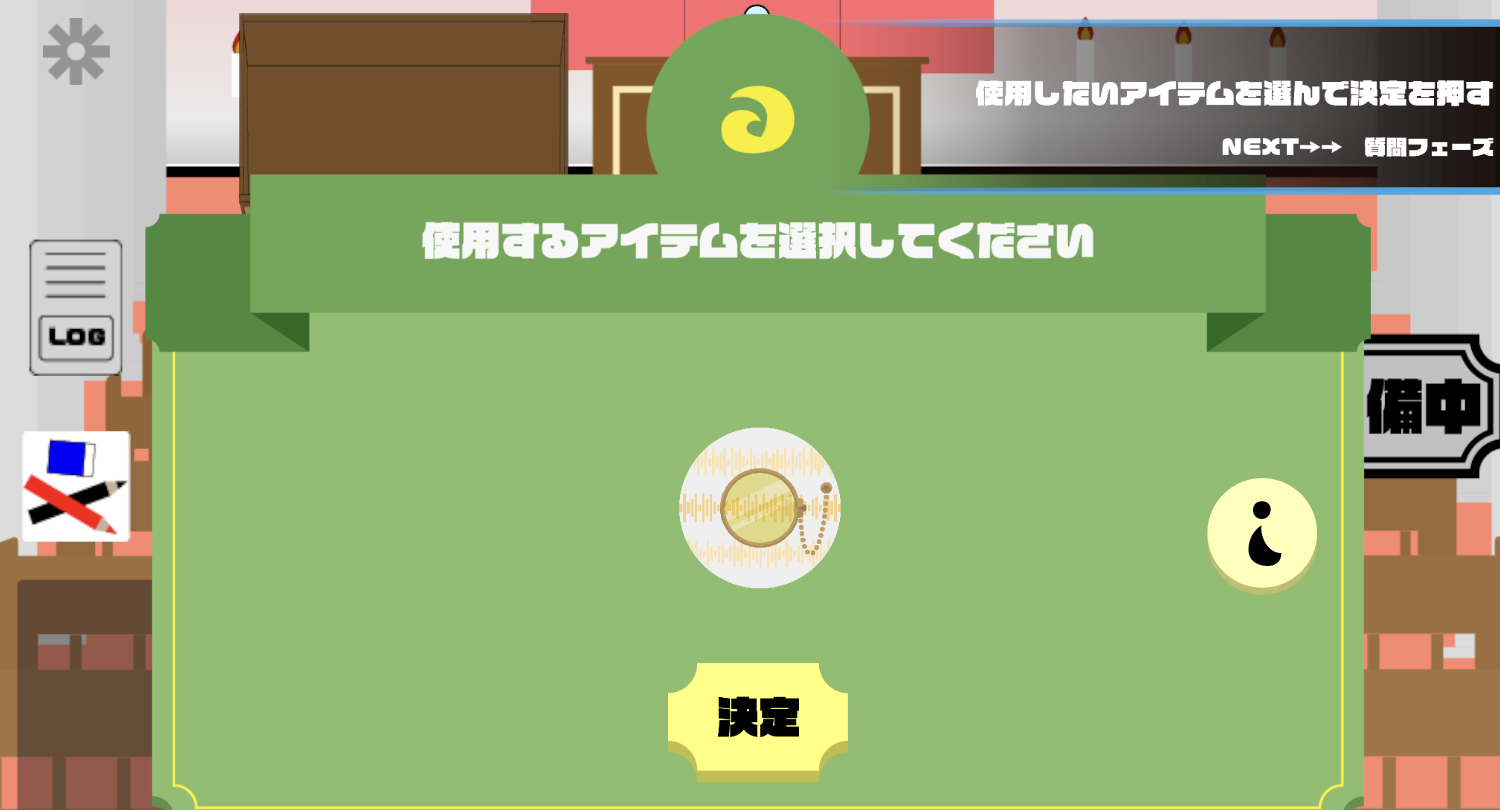 使用したいアイテムを選んで決定を押す
NEXT→→ 質問フェーズ
使用するアイテムを選択してください
LOG
備中
i
決定